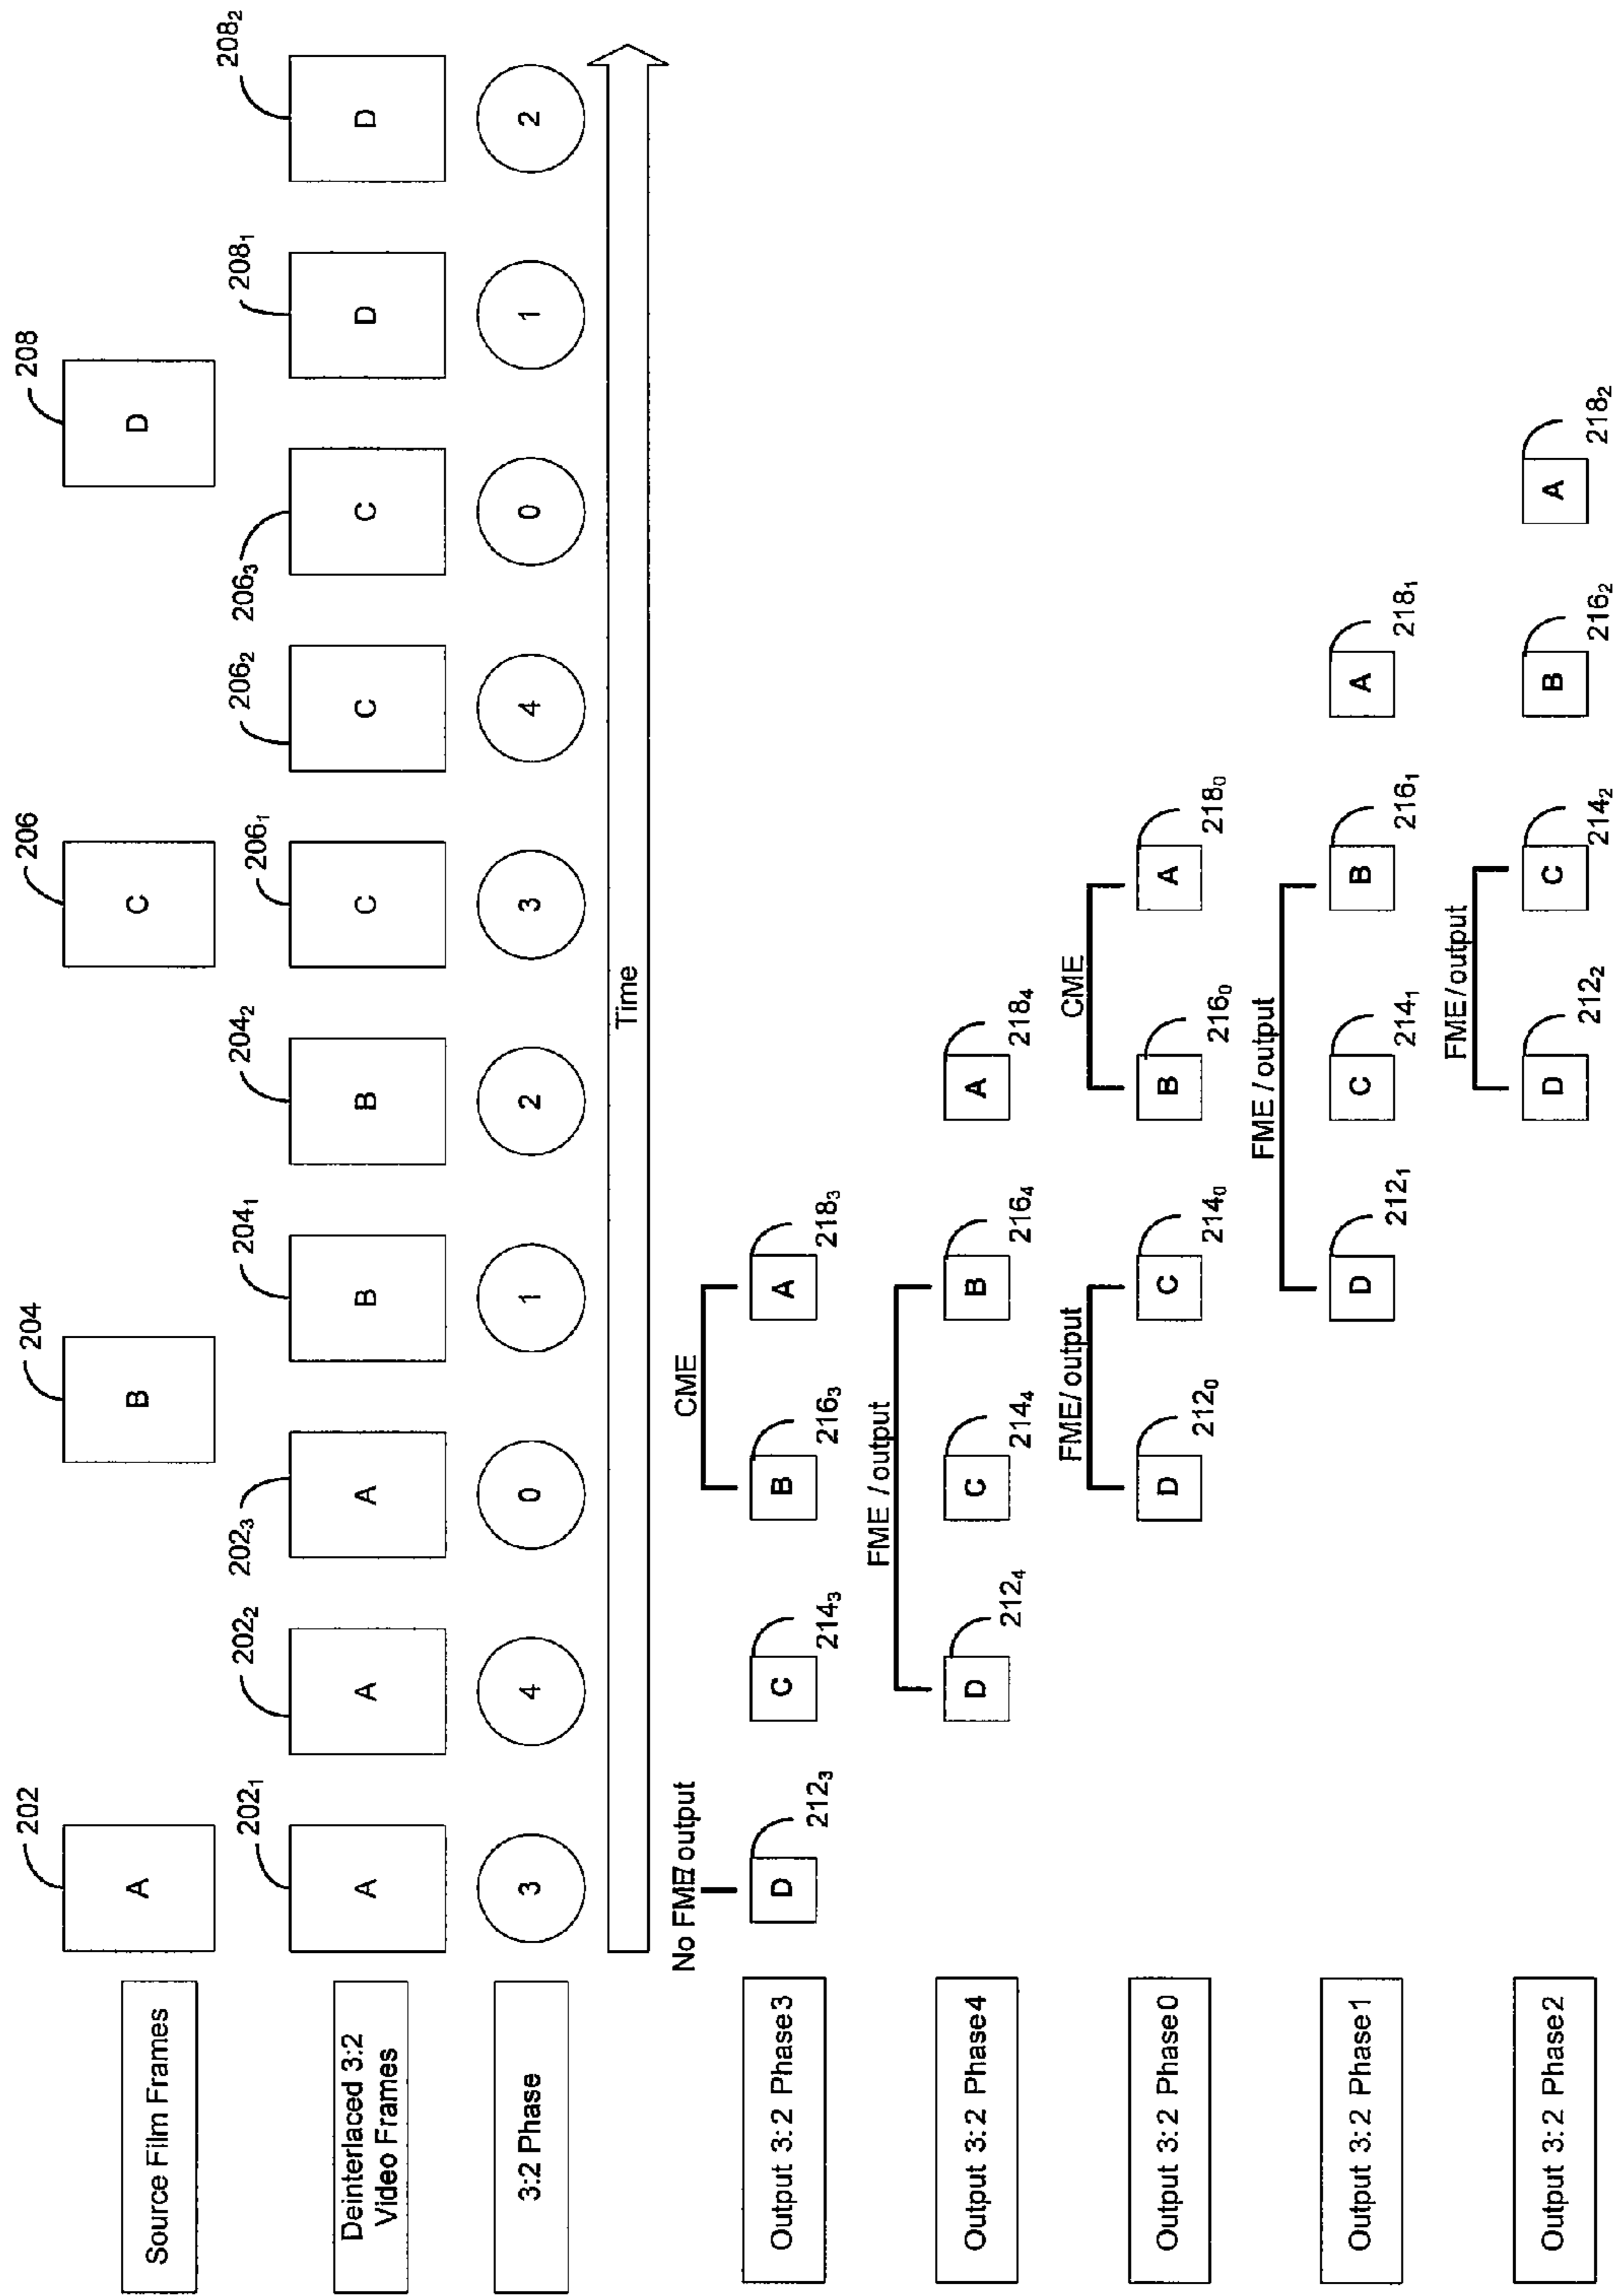 202
204
206
208
Source Film Frames
A
B
C
D
202₁
202₂
202₃
204₁
204₂
206₁
206₂
206₃
208₁
208₂
Deinterlaced 3:2
Video Frames
A
A
A
B
B
C
C
C
D
D
3:2 Phase
3
4
0
1
2
3
4
0
1
2
Time
No FME/output
CME
Output 3:2 Phase3
D
C
B
A
212₃
214₃
216₃
218₃
FME / output
Output 3:2 Phase4
D
C
B
A
212₄
214₄
216₄
218₄
FME/output
CME
Output 3:2 Phase0
D
C
B
A
212₀
214₀
216₀
218₀
FME / output
Output 3:2 Phase1
D
C
B
A
212₁
214₁
216₁
218₁
FME/output
Output 3:2 Phase2
D
C
B
A
212₂
214₂
216₂
218₂